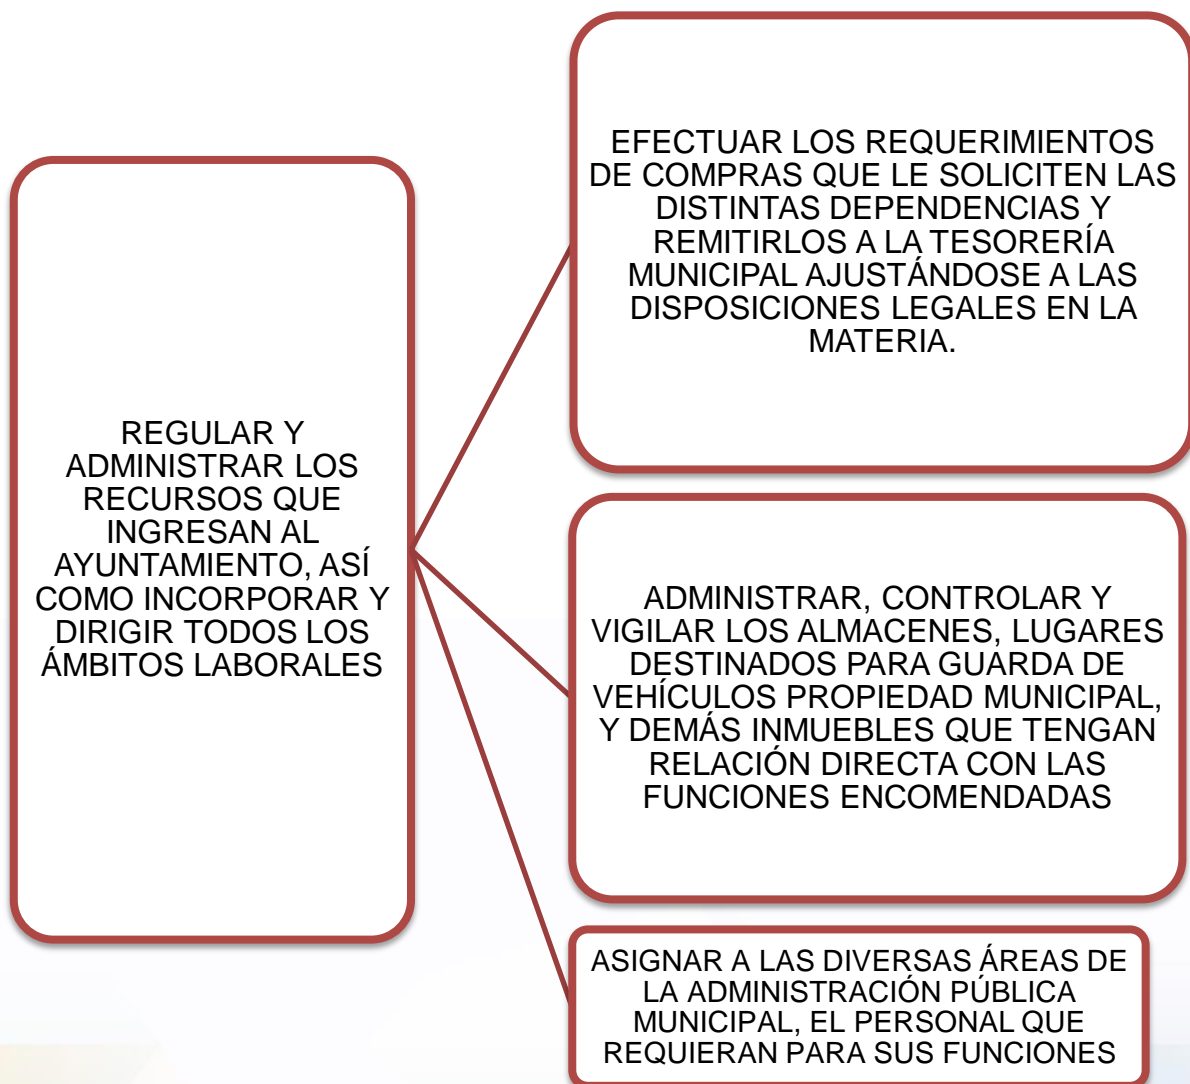 REGULAR Y
ADMINISTRAR LOS
RECURSOS QUE
INGRESAN AL
AYUNTAMIENTO, ASÍ
COMO INCORPORAR Y
DIRIGIR TODOS LOS
ÁMBITOS LABORALES
EFECTUAR LOS REQUERIMIENTOS
DE COMPRAS QUE LE SOLICITEN LAS
DISTINTAS DEPENDENCIAS Y
REMITIRLOS A LA TESORERÍA
MUNICIPAL AJUSTÁNDOSE A LAS
DISPOSICIONES LEGALES EN LA
MATERIA.
ADMINISTRAR, CONTROLAR Y
VIGILAR LOS ALMACENES, LUGARES
DESTINADOS PARA GUARDA DE
VEHÍCULOS PROPIEDAD MUNICIPAL,
Y DEMÁS INMUEBLES QUE TENGAN
RELACIÓN DIRECTA CON LAS
FUNCIONES ENCOMENDADAS
ASIGNAR A LAS DIVERSAS ÁREAS DE
LA ADMINISTRACIÓN PÚBLICA
MUNICIPAL, EL PERSONAL QUE
REQUIERAN PARA SUS FUNCIONES